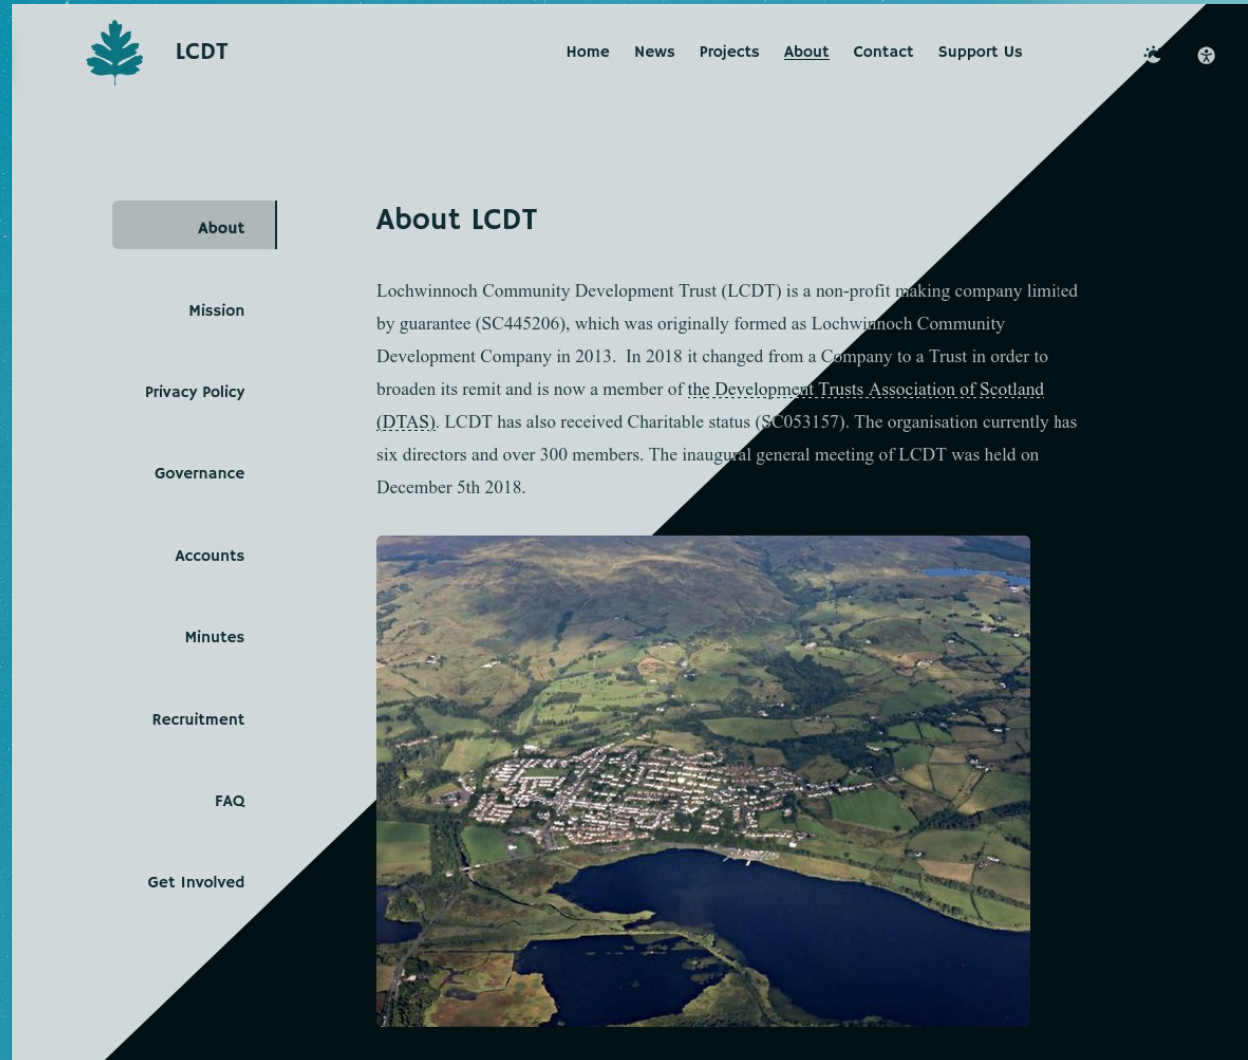 LCDT
Home News Projects About Contact Support Us
About
Mission
Privacy Policy
Governance
Accounts
Minutes
Recruitment
FAQ
Get Involved
About LCDT
Lochwinnoch Community Development Trust (LCDT) is a non-profit making company limited
by guarantee (SC445206), which was originally formed as Lochwinnoch Community
Development Company in 2013.  In 2018 it changed from a Company to a Trust in order to
broaden its remit and is now a member of the Development Trusts Association of Scotland
(DTAS). LCDT has also received Charitable status (SC053157). The organisation currently has
six directors and over 300 members. The inaugural general meeting of LCDT was held on
December 5th 2018.